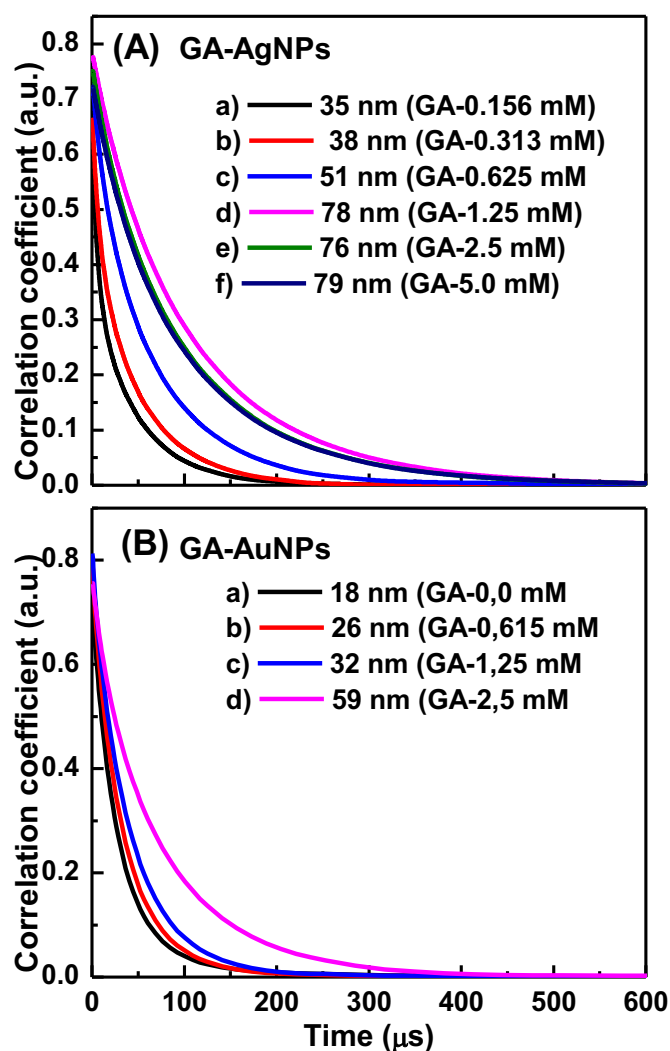 (A) GA-AgNPs
a) 35 nm (GA-0.156 mM)
b) 38 nm (GA-0.313 mM)
c) 51 nm (GA-0.625 mM
d) 78 nm (GA-1.25 mM)
e) 76 nm (GA-2.5 mM)
f) 79 nm (GA-5.0 mM)
Correlation coefficient (a.u.)
0.8
0.7
0.6
0.5
0.4
0.3
0.2
0.1
0.0
(B) GA-AuNPs
a) 18 nm (GA-0,0 mM
b) 26 nm (GA-0,615 mM
c) 32 nm (GA-1,25 mM
d) 59 nm (GA-2,5 mM
Correlation coefficient (a.u.)
0.8
0.6
0.4
0.2
0.0
0 100 200 300 400 500 600
Time (μs)